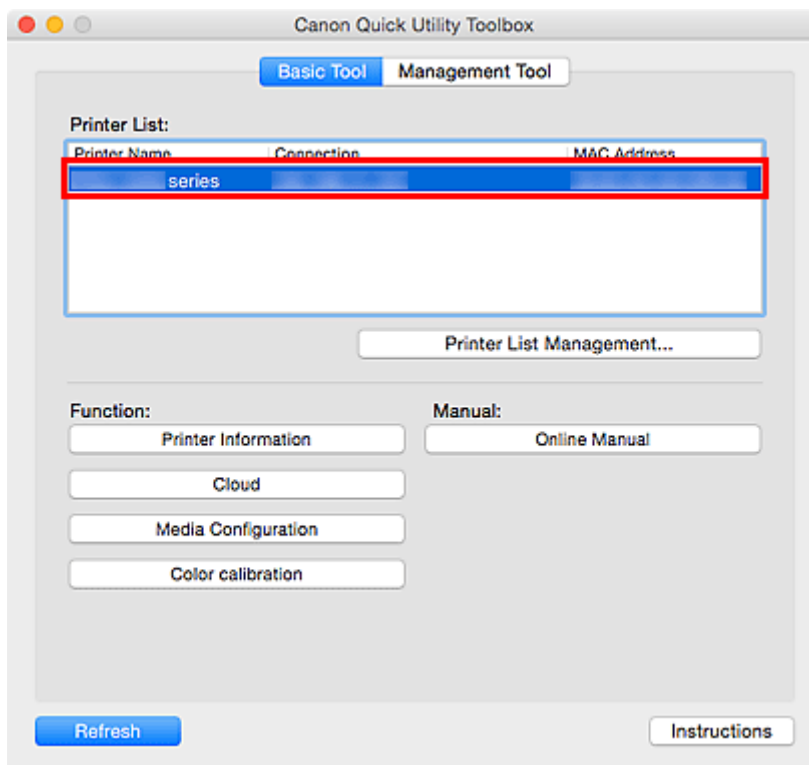 Canon Quick Utility Toolbox
Basic Tool Management Tool
Printer List:
Printer Name Connection MAC Address
series
Printer List Management...
Function: Manual:
Printer Information Online Manual
Cloud
Media Configuration
Color calibration
Refresh Instructions